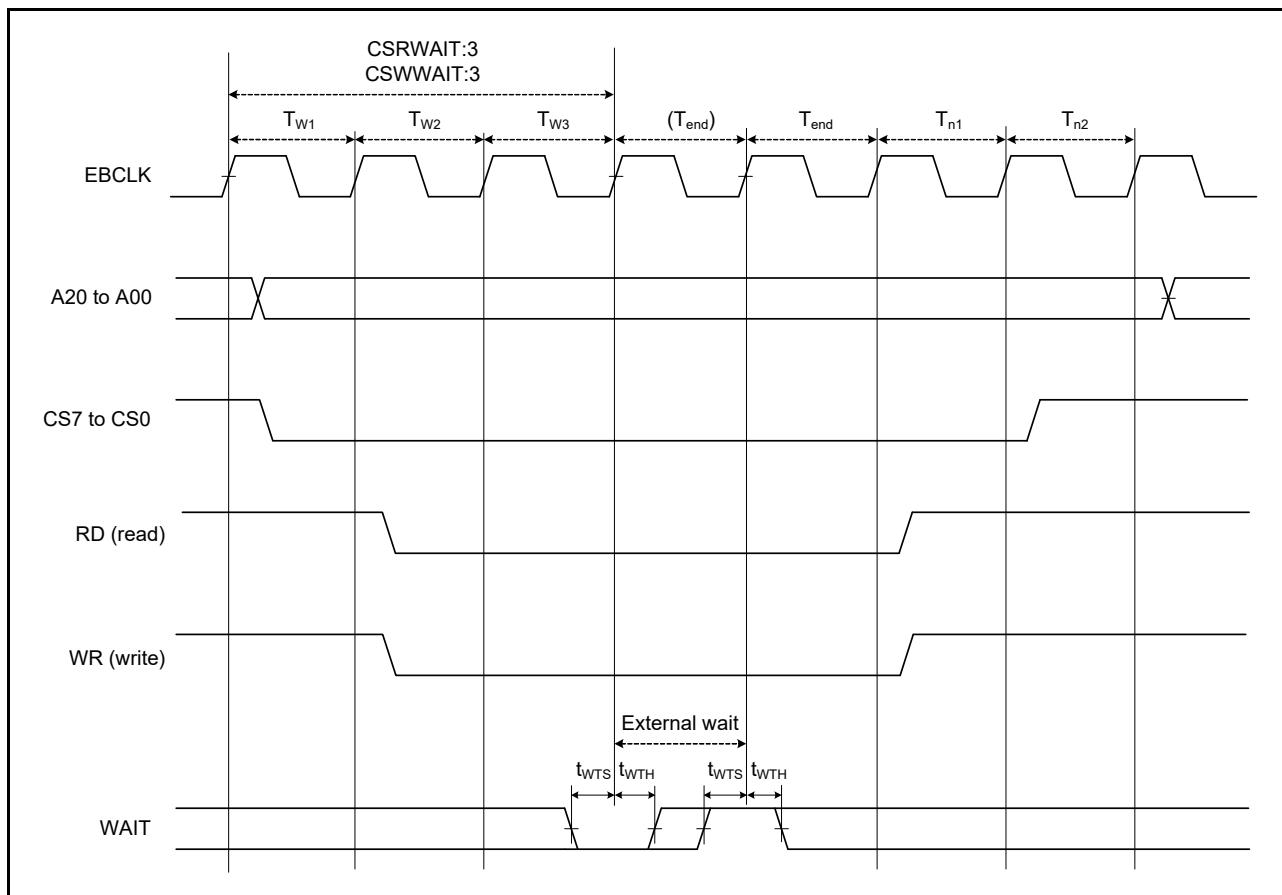 CSRWAIT:3
CSWWAIT:3
TW1 TW2 TW3 (Tend) Tend Tn1 Tn2
EBCLK
A20 to A00
CS7 to CS0
RD (read)
WR (write)
External wait
tWTS tWTH tWTS tWTH
WAIT